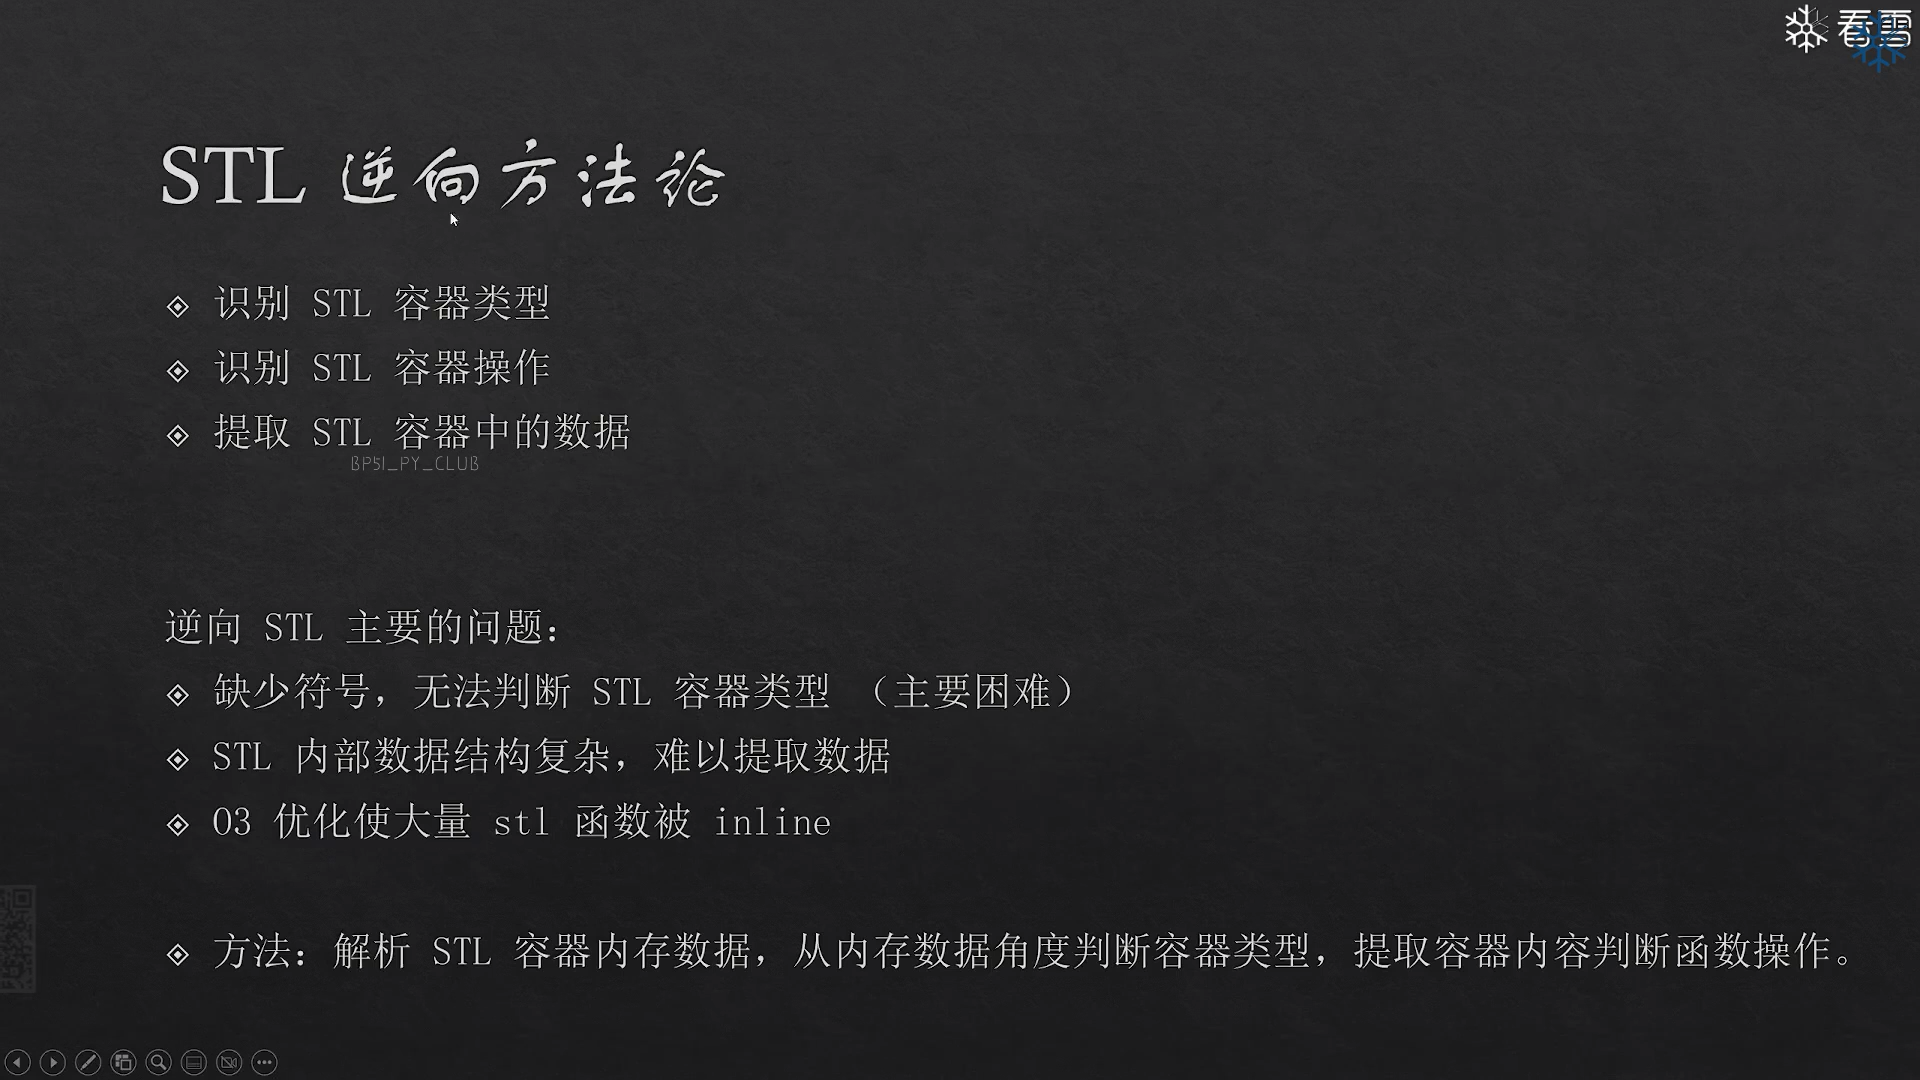 看雪
STL 逆向方法论
识别 STL 容器类型
识别 STL 容器操作
提取 STL 容器中的数据
BP51_PY_CLUB
逆向 STL 主要的问题：
缺少符号，无法判断 STL 容器类型 （主要困难）
STL 内部数据结构复杂，难以提取数据
O3 优化使大量 stl 函数被 inline
方法：解析 STL 容器内存数据，从内存数据角度判断容器类型，提取容器内容判断函数操作。